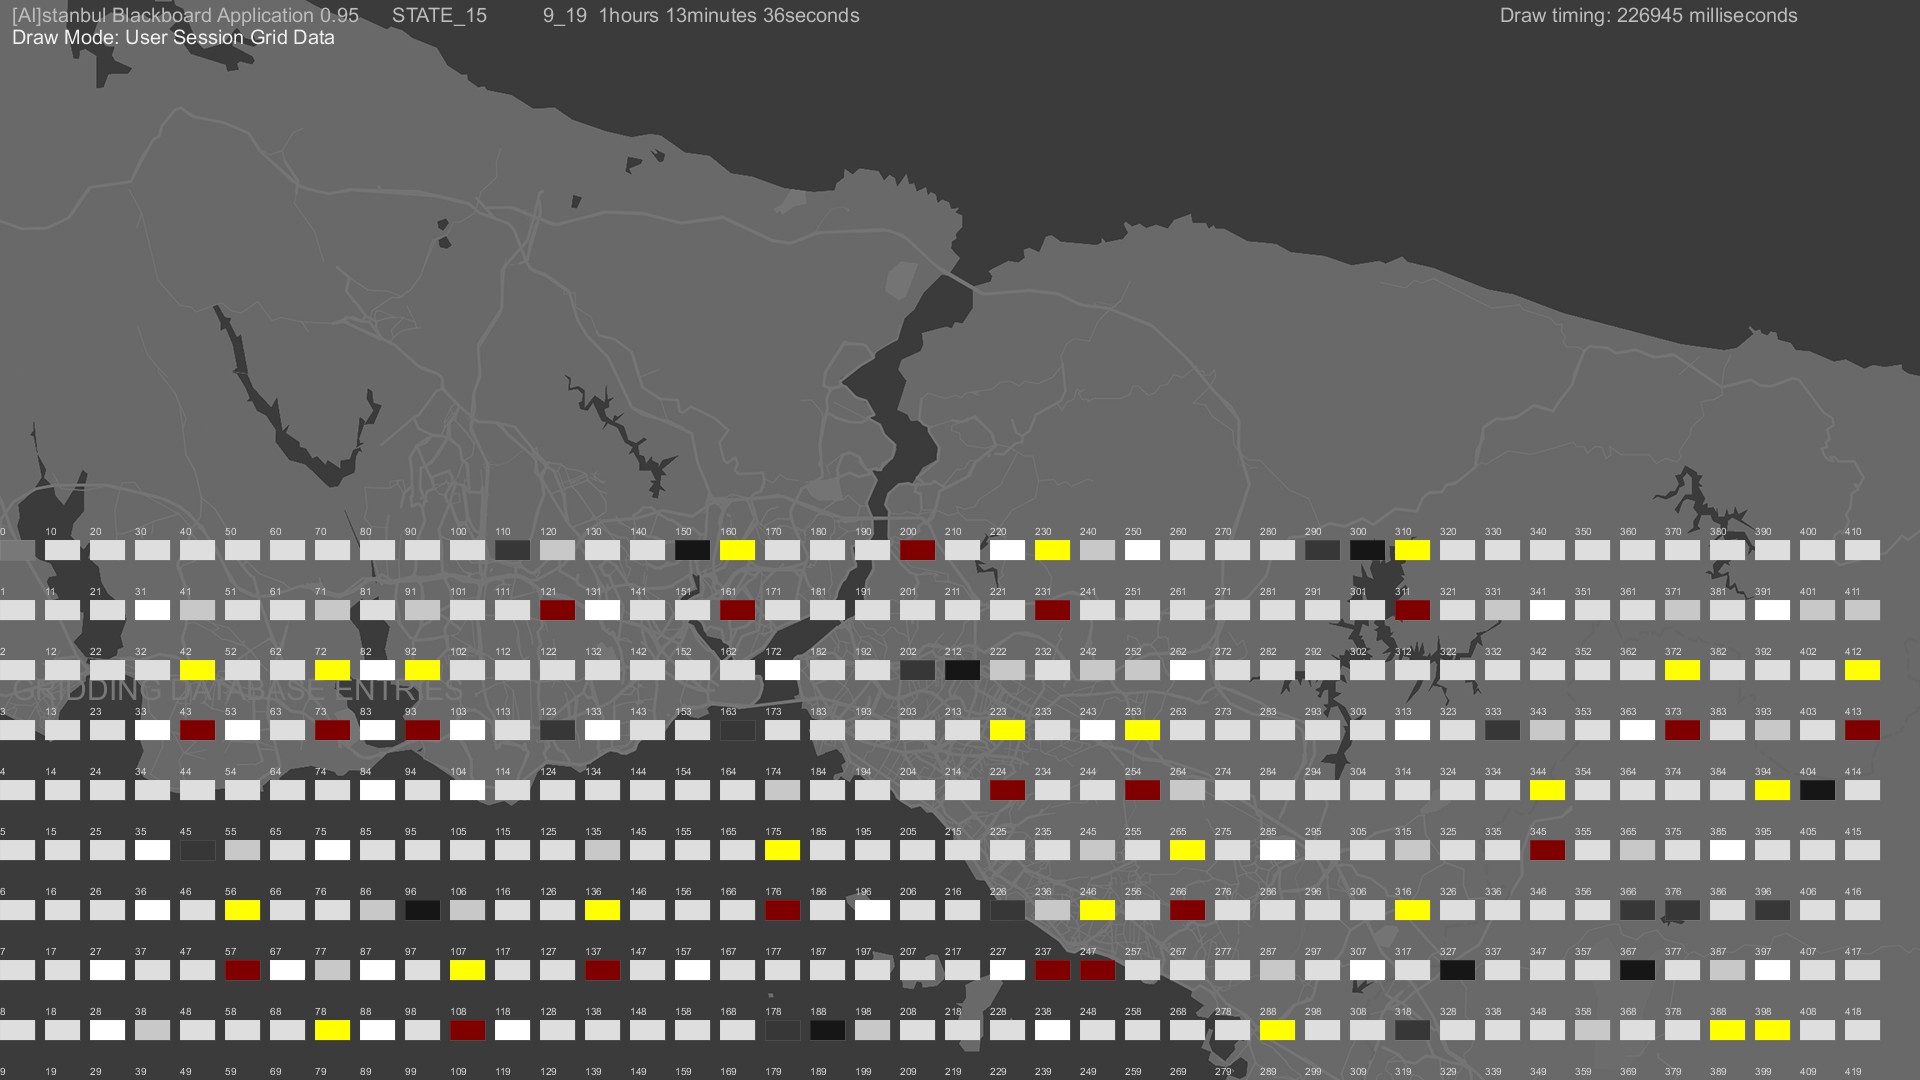 [AI]stanbul Blackboard Application 0.95 STATE_15 9_19 1hours 13minutes 36seconds Draw timing: 226945 milliseconds
Draw Mode: User Session Grid Data
0 10 20 30 40 50 60 70 80 90 100 110 120 130 140 150 160 170 180 190 200 210 220 230 240 250 260 270 280 290 300 310 320 330 340 350 360 370 380 390 400 410
1 11 21 31 41 51 61 71 81 91 101 111 121 131 141 151 161 171 181 191 201 211 221 231 241 251 261 271 281 291 301 311 321 331 341 351 361 371 381 391 401 411
2 12 22 32 42 52 62 72 82 92 102 112 122 132 142 152 162 172 182 192 202 212 222 232 242 252 262 272 282 292 302 312 322 332 342 352 362 372 382 392 402 412
GRIDDING DATABASE ENTRIES
3 13 23 33 43 53 63 73 83 93 103 113 123 133 143 153 163 173 183 193 203 213 223 233 243 253 263 273 283 293 303 313 323 333 343 353 363 373 383 393 403 413
4 14 24 34 44 54 64 74 84 94 104 114 124 134 144 154 164 174 184 194 204 214 224 234 244 254 264 274 284 294 304 314 324 334 344 354 364 374 384 394 404 414
5 15 25 35 45 55 65 75 85 95 105 115 125 135 145 155 165 175 185 195 205 215 225 235 245 255 265 275 285 295 305 315 325 335 345 355 365 375 385 395 405 415
6 16 26 36 46 56 66 76 86 96 106 116 126 136 146 156 166 176 186 196 206 216 226 236 246 256 266 276 286 296 306 316 326 336 346 356 366 376 386 396 406 416
7 17 27 37 47 57 67 77 87 97 107 117 127 137 147 157 167 177 187 197 207 217 227 237 247 257 267 277 287 297 307 317 327 337 347 357 367 377 387 397 407 417
8 18 28 38 48 58 68 78 88 98 108 118 128 138 148 158 168 178 188 198 208 218 228 238 248 258 268 278 288 298 308 318 328 338 348 358 368 378 388 398 408 418
9 19 29 39 49 59 69 79 89 99 109 119 129 139 149 159 169 179 189 199 209 219 229 239 249 259 269 279 289 299 309 319 329 339 349 359 369 379 389 399 409 419